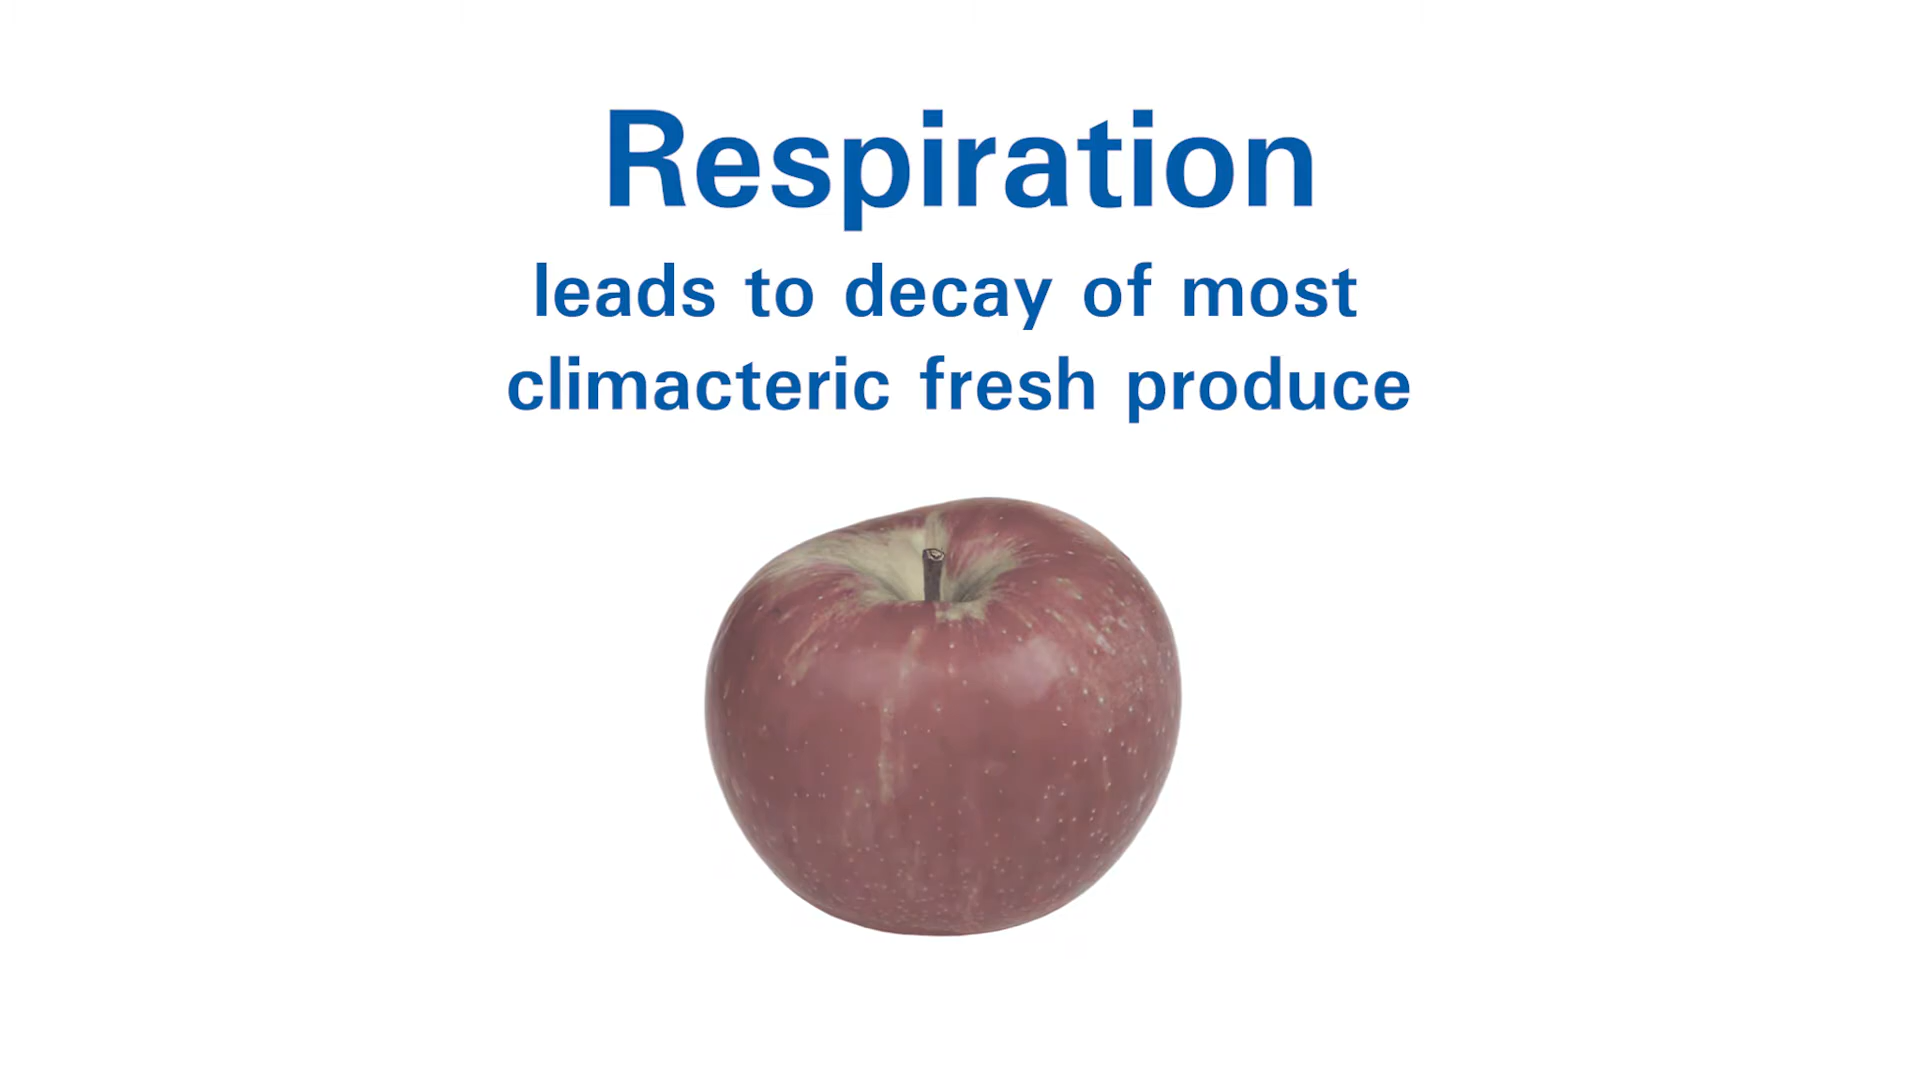 Respiration
leads to decay of most
climacteric fresh produce